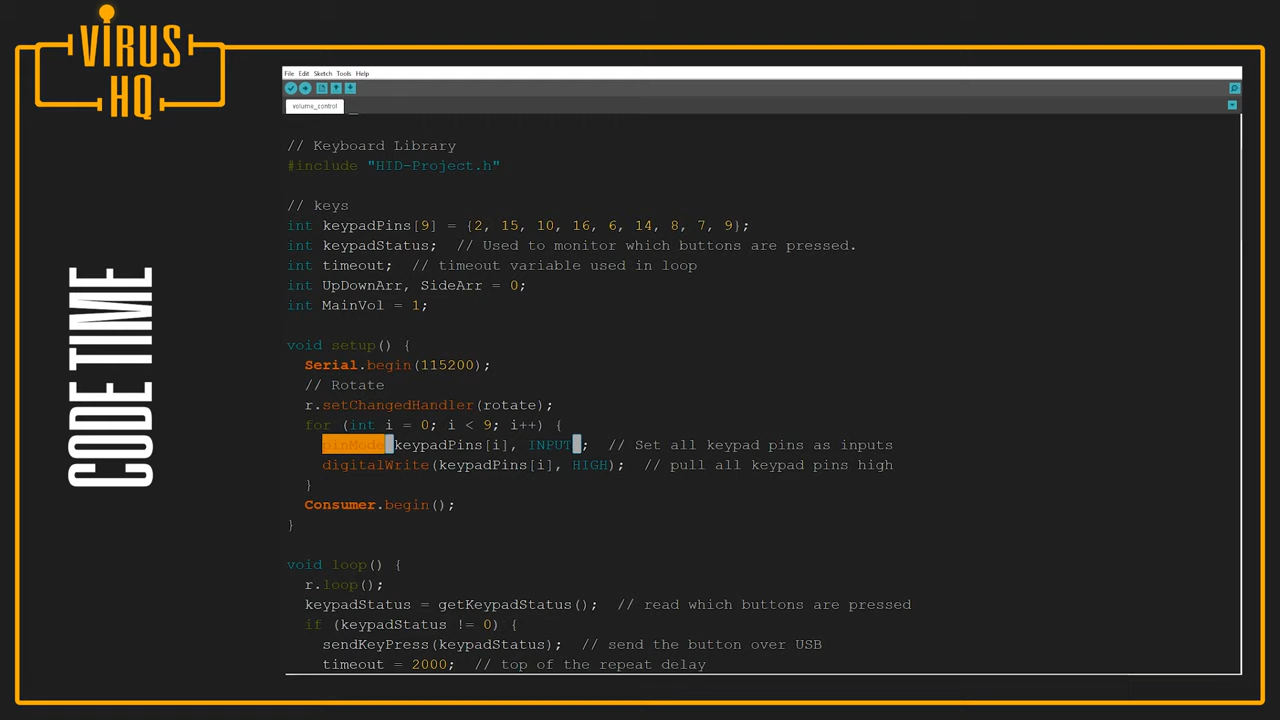 VİRUS
HQ
CODE TIME
File Edit Sketch Tools Help
volume_control
// Keyboard Library
#include "HID-Project.h"
// keys
int keypadPins[9] = {2, 15, 10, 16, 6, 14, 8, 7, 9};
int keypadStatus;  // Used to monitor which buttons are pressed.
int timeout;  // timeout variable used in loop
int UpDownArr, SideArr = 0;
int MainVol = 1;
void setup() {
  Serial.begin(115200);
  // Rotate
  r.setChangedHandler(rotate);
  for (int i = 0; i < 9; i++) {
    pinMode(keypadPins[i], INPUT);  // Set all keypad pins as inputs
    digitalWrite(keypadPins[i], HIGH);  // pull all keypad pins high
  }
  Consumer.begin();
}
void loop() {
  r.loop();
  keypadStatus = getKeypadStatus();  // read which buttons are pressed
  if (keypadStatus != 0) {
    sendKeyPress(keypadStatus);  // send the button over USB
    timeout = 2000;  // top of the repeat delay